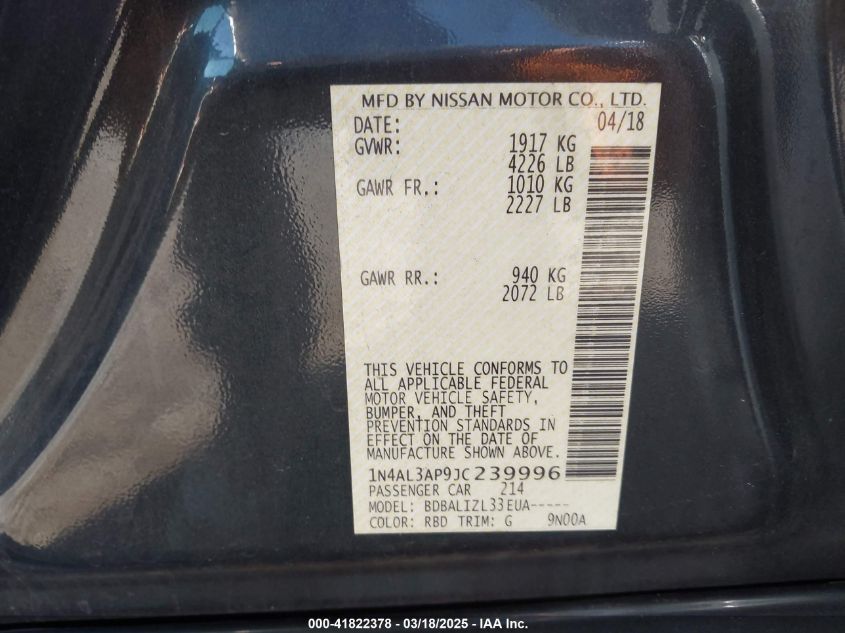 MFD BY NISSAN MOTOR CO., LTD.
DATE: 04/18
GVWR: 1917 KG
4226 LB
GAWR FR.: 1010 KG
2227 LB
GAWR RR.: 940 KG
2072 LB
THIS VEHICLE CONFORMS TO
ALL APPLICABLE FEDERAL
MOTOR VEHICLE SAFETY,
BUMPER, AND THEFT
PREVENTION STANDARDS IN
EFFECT ON THE DATE OF
MANUFACTURE SHOWN ABOVE.
1N4AL3AP9JC239996
PASSENGER CAR 214
MODEL: BDBALIZL33EUA-----
COLOR: RBD TRIM: G 9N00A
000-41822378 - 03/18/2025 - IAA Inc.